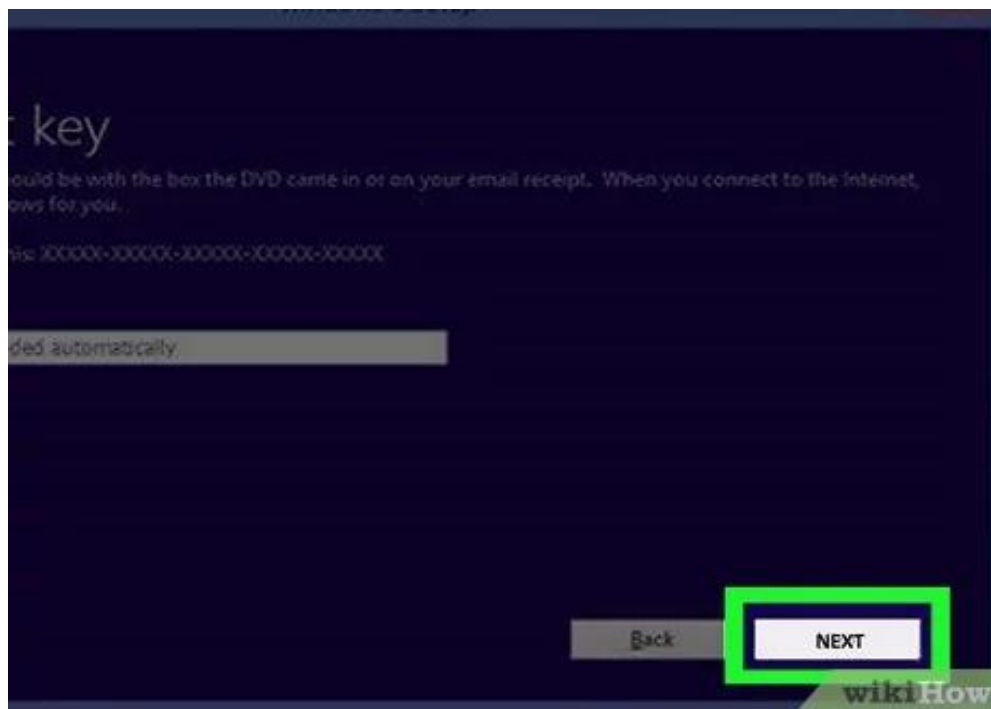 t key
ould be with the box the DVD came in or on your email receipt. When you connect to the Internet,
ows for you.
his: XXXXX-XXXXX-XXXXX-XXXXX-XXXXX
ded automatically
Back
NEXT
wikiHow